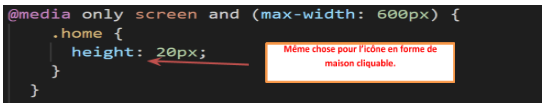 @media only screen and (max-width: 600px) {
.home {
height: 20px;
}
}
Même chose pour l'icône en forme de
maison cliquable.